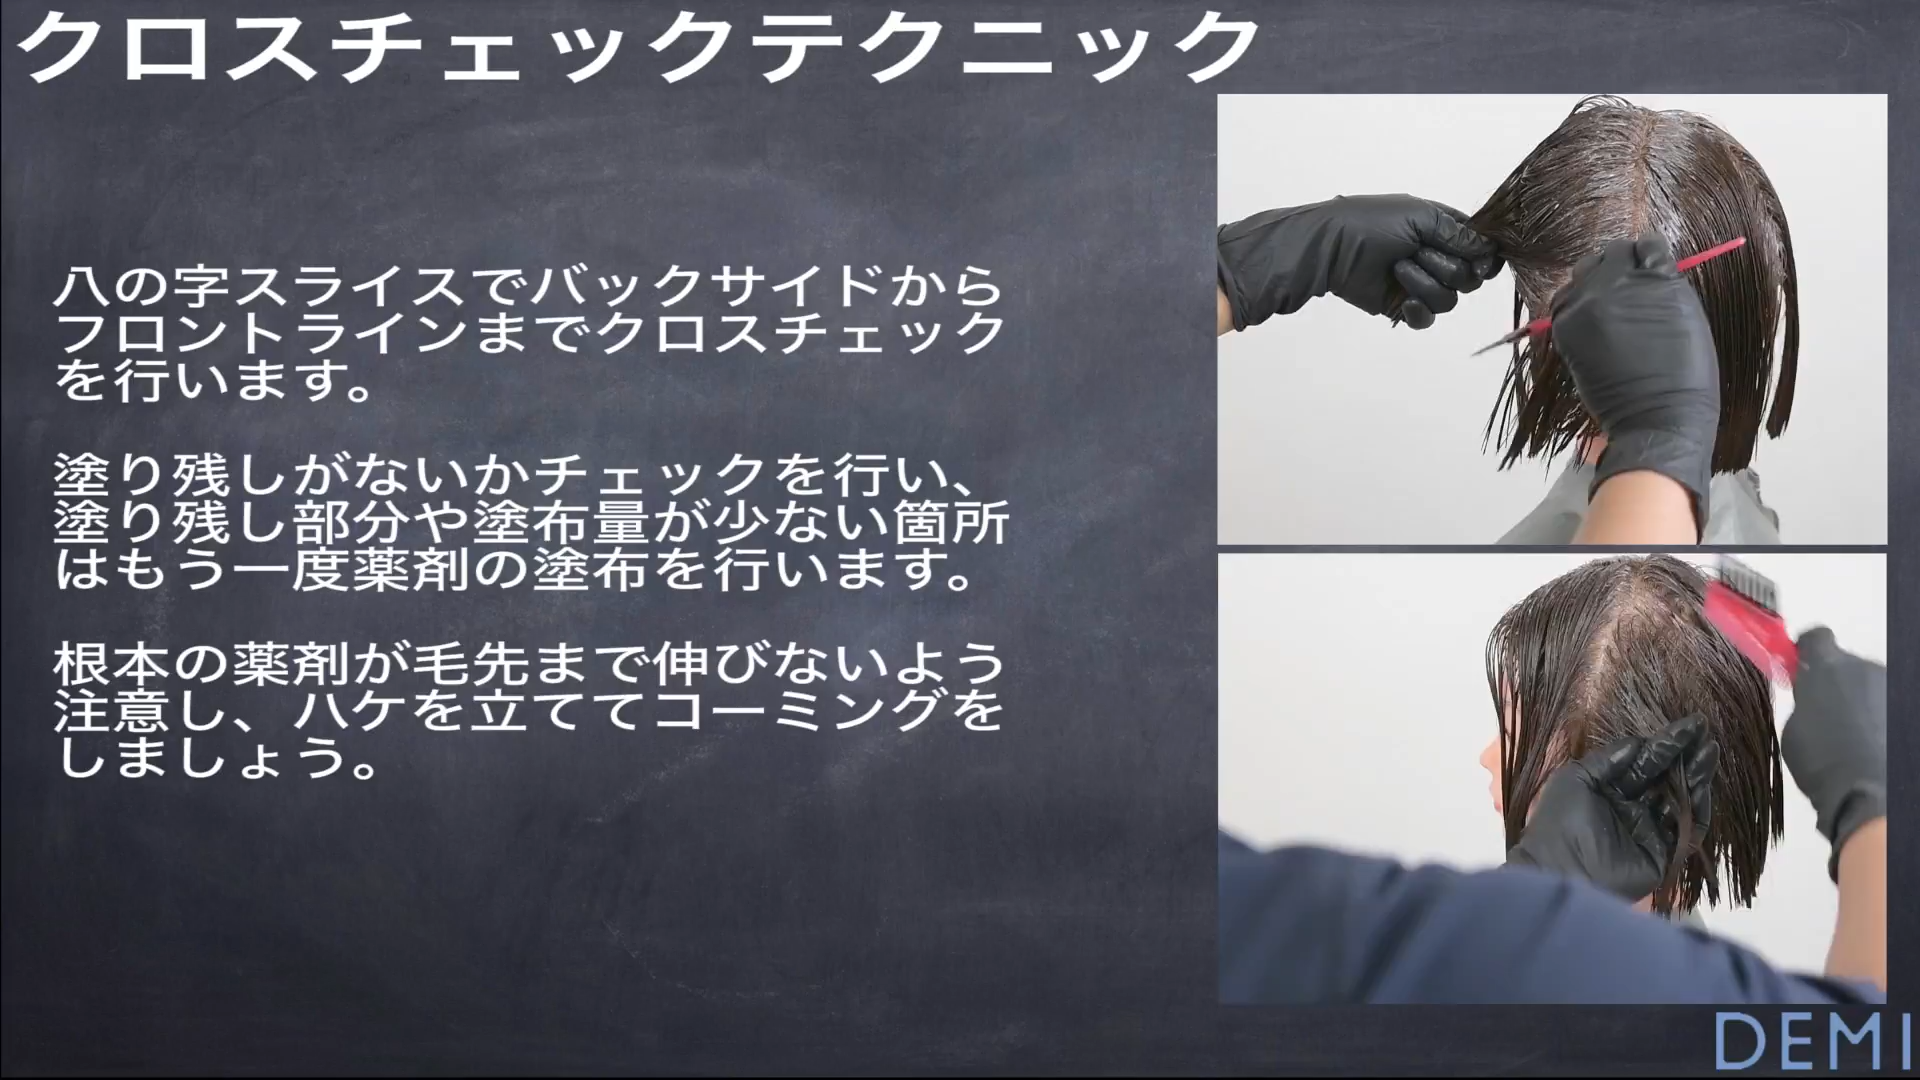 クロスチェックテクニック
八の字スライスでバックサイドから
フロントラインまでクロスチェック
を行います。
塗り残しがないかチェックを行い、
塗り残し部分や塗布量が少ない箇所
はもう一度薬剤の塗布を行います。
根本の薬剤が毛先まで伸びないよう
注意し、ハケを立ててコーミングを
しましょう。
DEMI